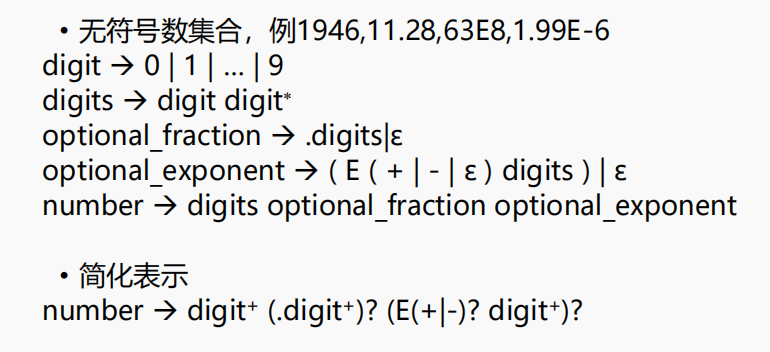 • 无符号数集合，例1946,11.28,63E8,1.99E-6
digit → 0 | 1 | … | 9
digits → digit digit*
optional_fraction → .digits|ε
optional_exponent → ( E ( + | - | ε ) digits ) | ε
number → digits optional_fraction optional_exponent
• 简化表示
number → digit⁺ (.digit⁺)? (E(+|-)? digit⁺)?